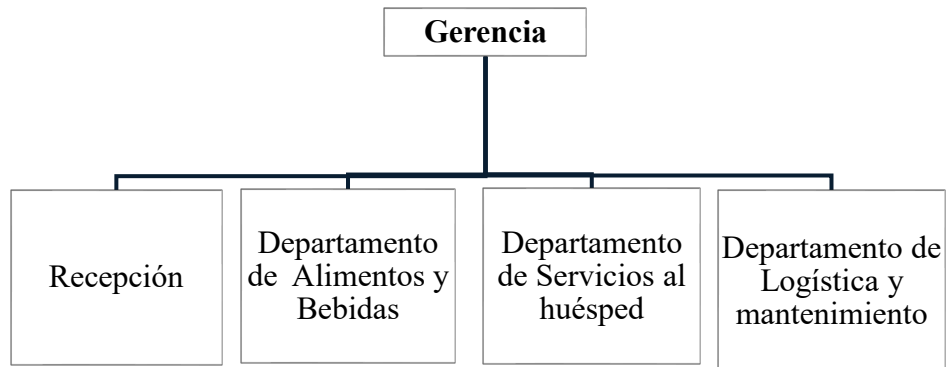 Gerencia
Recepción
Departamento
de Alimentos y
Bebidas
Departamento
de Servicios al
huésped
Departamento de
Logística y
mantenimiento